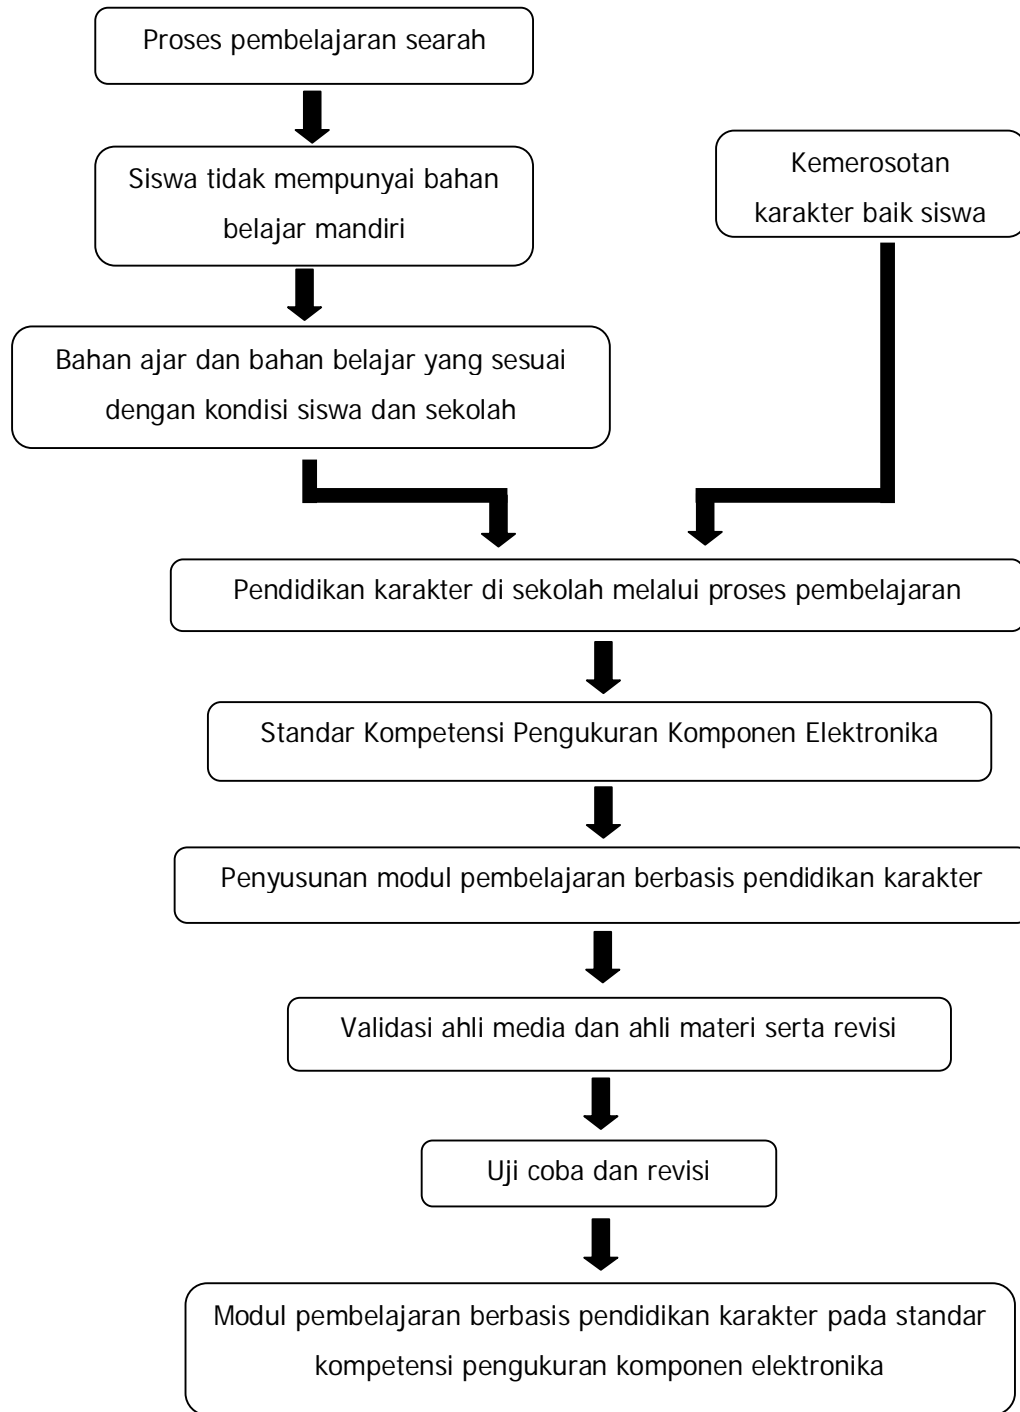 Proses pembelajaran searah
Siswa tidak mempunyai bahan
belajar mandiri
Kemerosotan
karakter baik siswa
Bahan ajar dan bahan belajar yang sesuai
dengan kondisi siswa dan sekolah
Pendidikan karakter di sekolah melalui proses pembelajaran
Standar Kompetensi Pengukuran Komponen Elektronika
Penyusunan modul pembelajaran berbasis pendidikan karakter
Validasi ahli media dan ahli materi serta revisi
Uji coba dan revisi
Modul pembelajaran berbasis pendidikan karakter pada standar
kompetensi pengukuran komponen elektronika